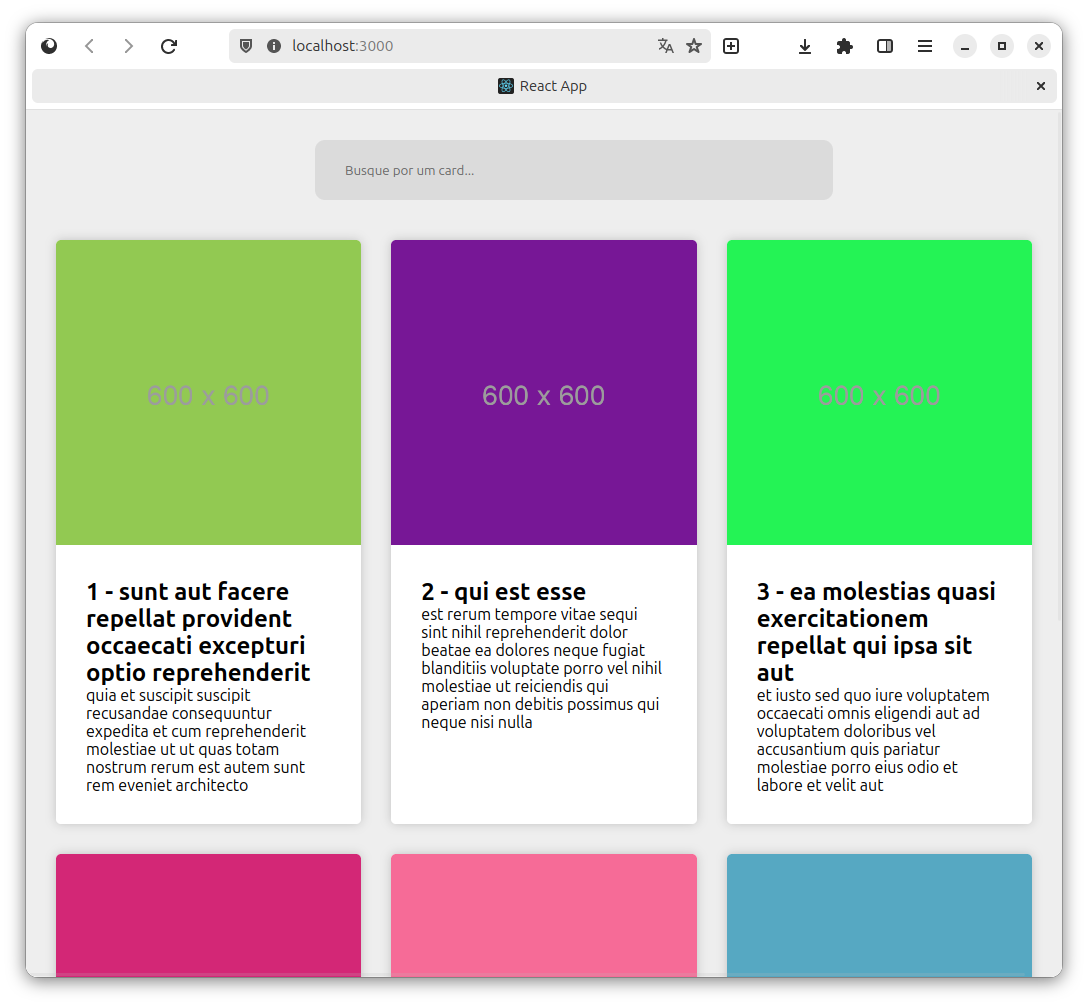 localhost:3000
React App
Busque por um card...
600 x 600
600 x 600
600 x 600
1 - sunt aut facere
repellat provident
occaecati excepturi
optio reprehenderit
quia et suscipit suscipit
recusandae consequuntur
expedita et cum reprehenderit
molestiae ut ut quas totam
nostrum rerum est autem sunt
rem eveniet architecto
2 - qui est esse
est rerum tempore vitae sequi
sint nihil reprehenderit dolor
beatae ea dolores neque fugiat
blanditiis voluptate porro vel nihil
molestiae ut reiciendis qui
aperiam non debitis possimus qui
neque nisi nulla
3 - ea molestias quasi
exercitationem
repellat qui ipsa sit
aut
et iusto sed quo iure voluptatem
occaecati omnis eligendi aut ad
voluptatem doloribus vel
accusantium quis pariatur
molestiae porro eius odio et
labore et velit aut